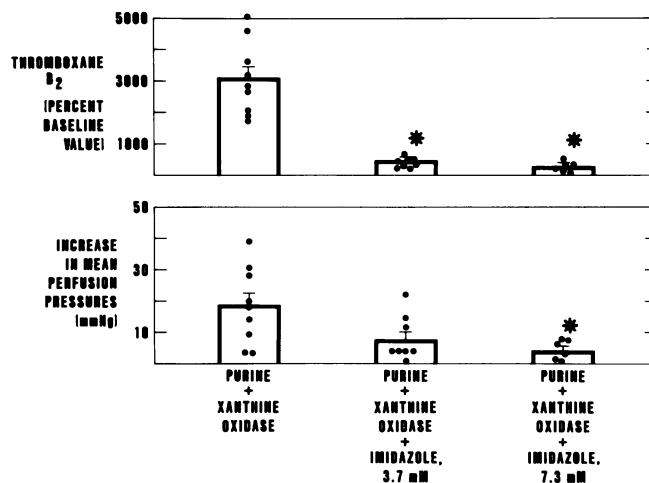 5000
THROMBOXANE
B2
(PERCENT
BASELINE
VALUE)
3000
1000
*
*
50
INCREASE
IN MEAN
PERFUSION
PRESSURES
(mmHg)
30
10
*
PURINE
+
XANTHINE
OXIDASE
PURINE
+
XANTHINE
OXIBASE
+
IMIDAZOLE,
3.7 mM
PURINE
+
XANTHINE
OXIDASE
+
IMIDAZOLE,
7.3 mM